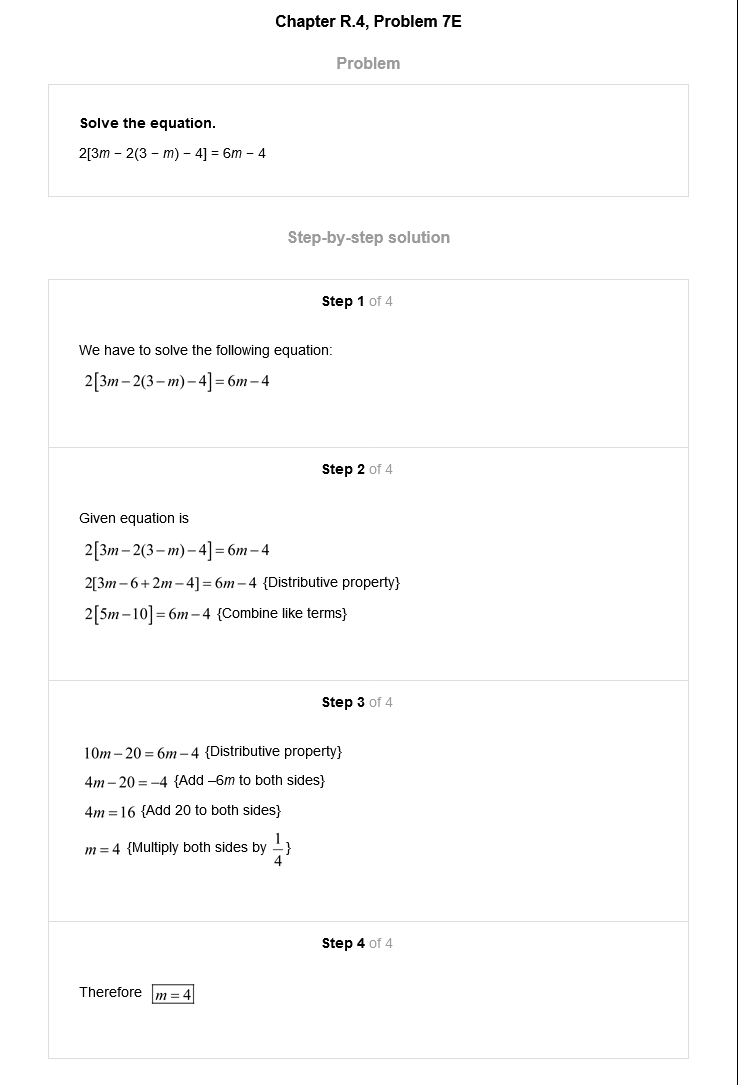 Chapter R.4, Problem 7E
Problem
Solve the equation.
2[3m − 2(3 − m) − 4] = 6m − 4
Step-by-step solution
Step 1 of 4
We have to solve the following equation:
2[3m−2(3−m)−4]=6m−4
Step 2 of 4
Given equation is
2[3m−2(3−m)−4]=6m−4
2[3m−6+2m−4]=6m−4 {Distributive property}
2[5m−10]=6m−4 {Combine like terms}
Step 3 of 4
10m−20=6m−4 {Distributive property}
4m−20=−4 {Add –6m to both sides}
4m=16 {Add 20 to both sides}
m=4 {Multiply both sides by 1/4}
Step 4 of 4
Therefore m=4